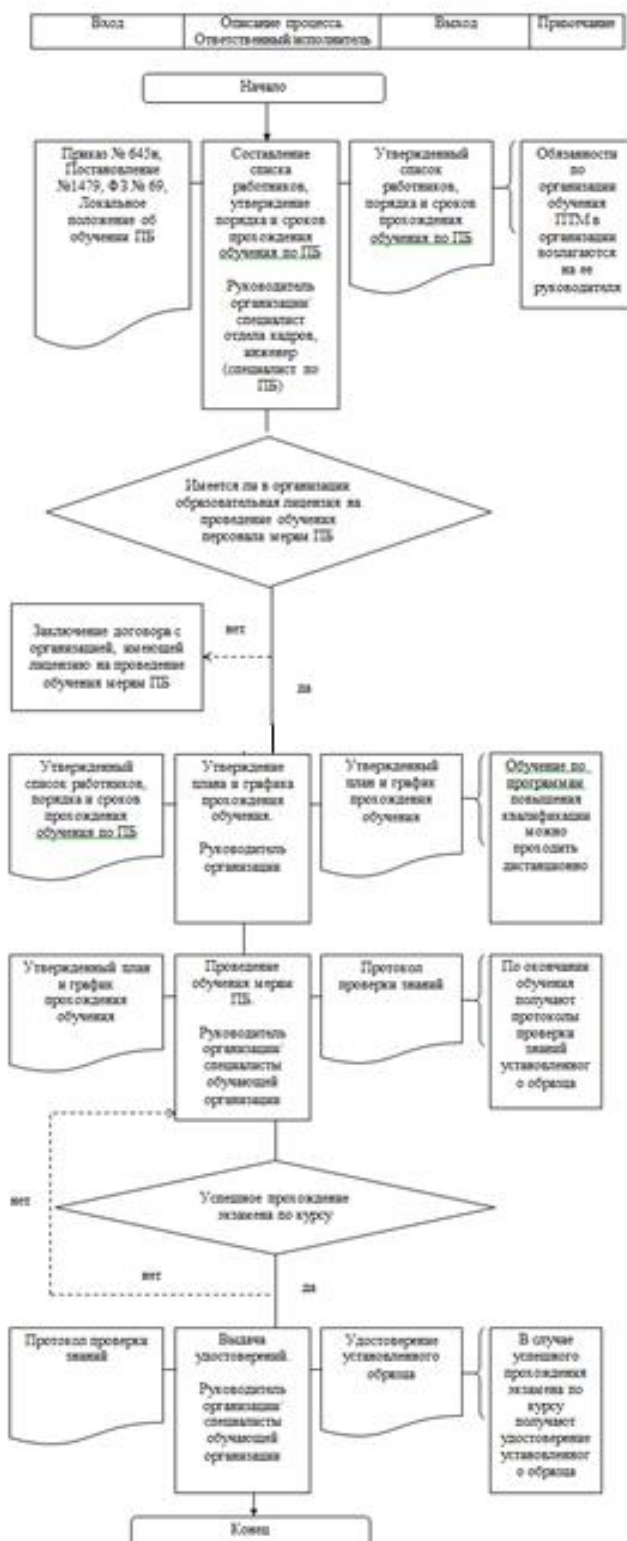 Вход
Описание процесса.
Ответственный исполнитель
Выход
Примечание
Начало
Приказ № 645н,
Постановление
№1479, ФЗ № 69,
Локальное
положение об
обучении ПБ
Составление
списка
работников,
утверждение
порядка и сроков
прохождения
обучения по ПБ
Руководитель
организации/
специалист
отдела кадров,
инженер
(специалист по
ПБ)
Утвержденный
список
работников,
порядка и сроков
прохождения
обучения по ПБ
Обязанности
по
организации
обучения
ПТМ в
организации
возлагаются
на ее
руководителя
Имеется ли в организации
образовательная лицензия на
проведение обучения
персонала мерам ПБ
нет
Заключение договора с
организацией, имеющей
лицензию на проведение
обучения мерам ПБ
да
Утвержденный
список работников,
порядка и сроков
прохождения
обучения по ПБ
Утверждение
плана и графика
прохождения
обучения.
Руководитель
организации
Утвержденный
план и график
прохождения
обучения
Обучение по
программам
повышения
квалификации
можно
проходить
дистанционно
Утвержденный план
и график
прохождения
обучения
Проведение
обучения мерам
ПБ.
Руководитель
организации/
специалисты
обучающей
организации
Протокол
проверки знаний
По окончании
обучения
получают
протоколы
проверки
знаний
установленног
о образца
Успешное прохождение
экзамена по курсу
нет
нет
да
Протокол проверки
знаний
Выдача
удостоверений.
Руководитель
организации/
специалисты
обучающей
организации
Удостоверение
установленного
образца
В случае
успешного
прохождения
экзамена по
курсу
получают
удостоверение
установленног
о образца
Конец